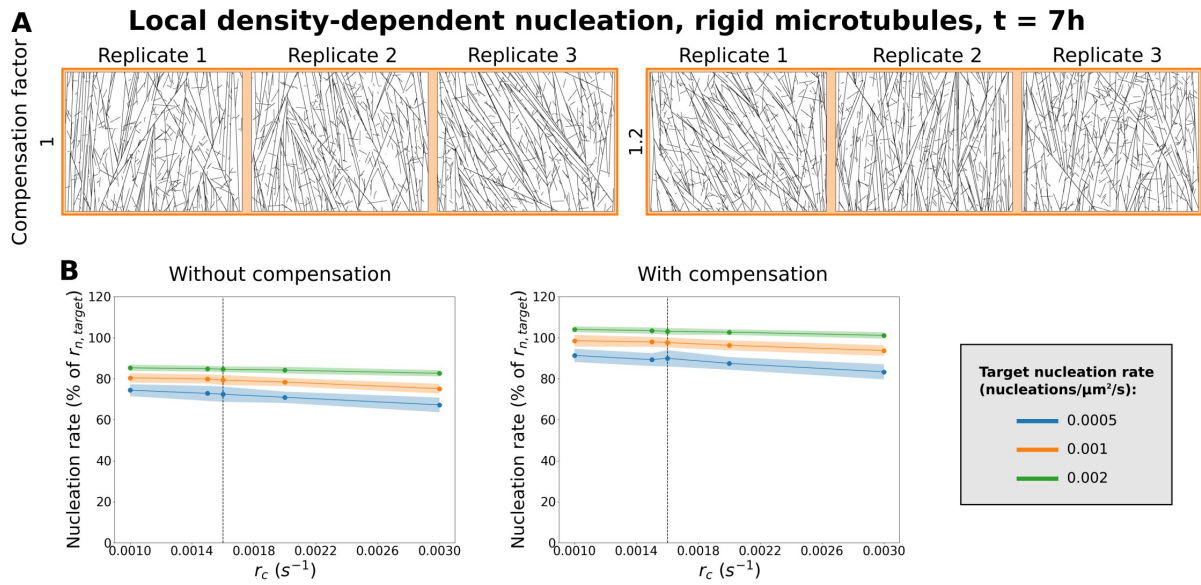 A
Local density-dependent nucleation, rigid microtubules, t = 7h
Compensation factor
Replicate 1
Replicate 2
Replicate 3
Replicate 1
Replicate 2
Replicate 3
1
1.2
B
Without compensation
Nucleation rate (% of r_{n,target})
120
100
80
60
40
20
0
0.0010
0.0014
0.0018
0.0022
0.0026
0.0030
r_c (s⁻¹)
With compensation
Nucleation rate (% of r_{n,target})
120
100
80
60
40
20
0
0.0010
0.0014
0.0018
0.0022
0.0026
0.0030
r_c (s⁻¹)
Target nucleation rate
(nucleations/μm²/s):
0.0005
0.001
0.002